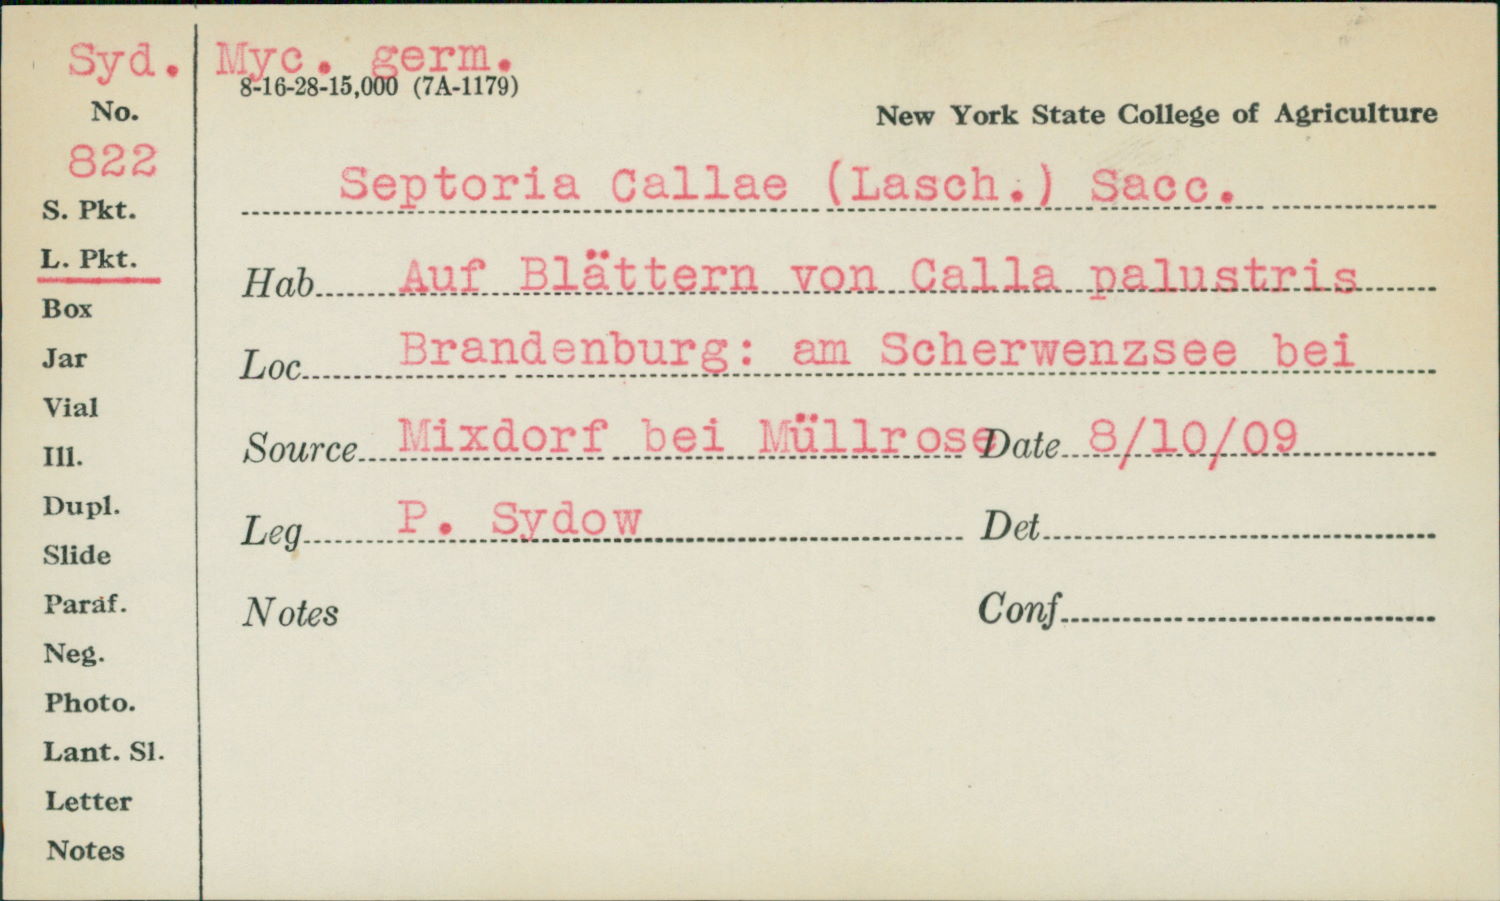 Syd. Myc. germ.
8-16-28-15,000 (7A-1179)
No.
New York State College of Agriculture
822
Septoria Callae (Lasch.) Sacc.
S. Pkt.
L. Pkt.
Hab Auf Blättern von Calla palustris
Box
Loc Brandenburg: am Scherwenzsee bei
Jar
Vial
Source Mixdorf bei Müllrose Date 8/10/09
Ill.
Dupl.
Leg P. Sydow Det
Slide
Paraf.
Notes Conf
Neg.
Photo.
Lant. Sl.
Letter
Notes